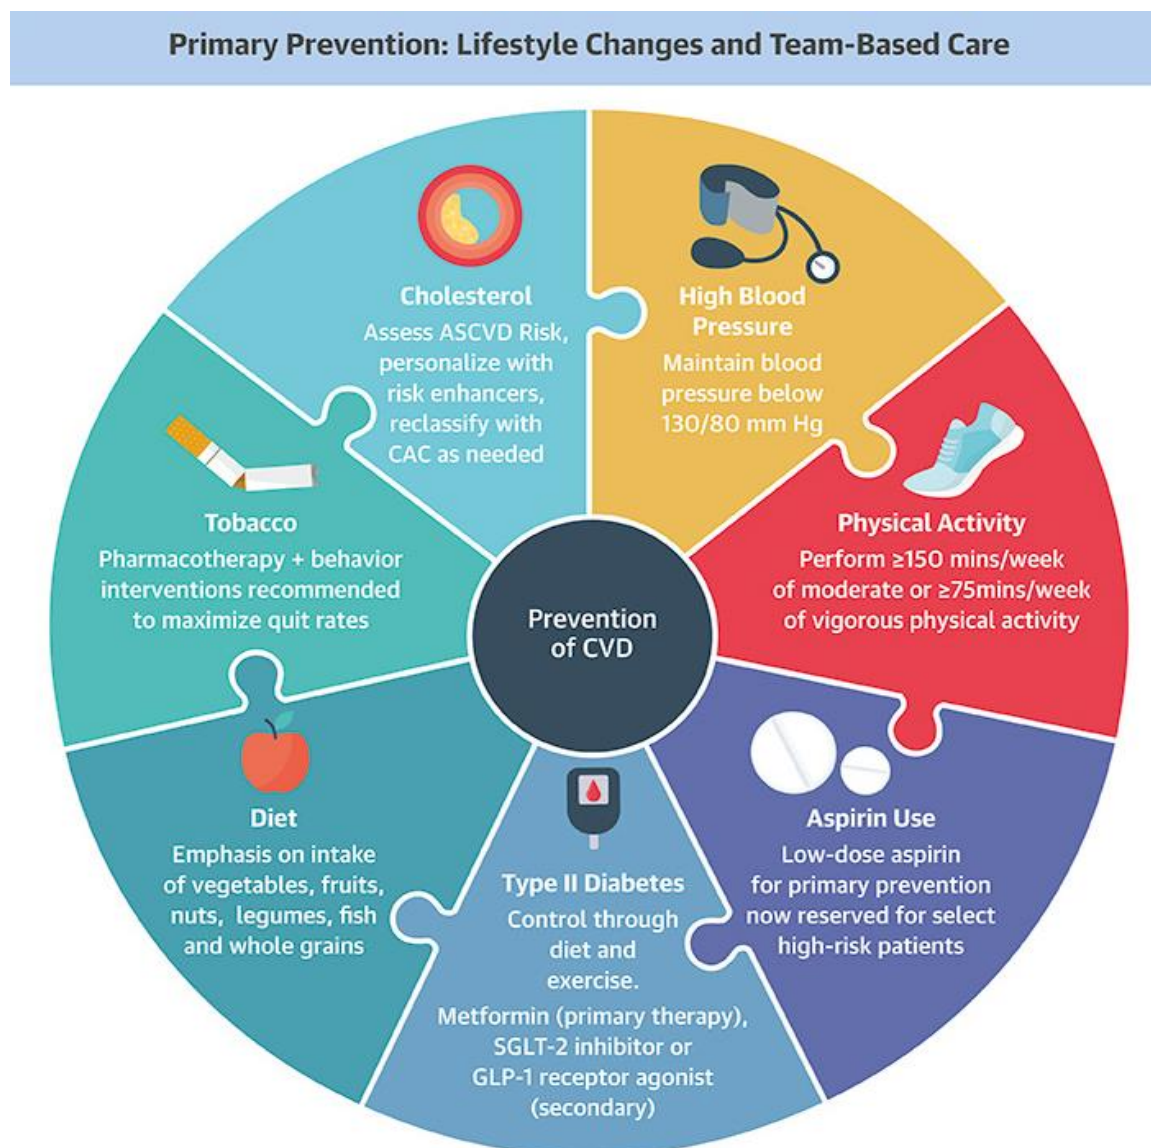 Primary Prevention: Lifestyle Changes and Team-Based Care
Cholesterol
Assess ASCVD Risk,
personalize with
risk enhancers,
reclassify with
CAC as needed
High Blood
Pressure
Maintain blood
pressure below
130/80 mm Hg
Physical Activity
Perform ≥150 mins/week
of moderate or ≥75mins/week
of vigorous physical activity
Aspirin Use
Low-dose aspirin
for primary prevention
now reserved for select
high-risk patients
Type II Diabetes
Control through
diet and
exercise.
Metformin (primary therapy),
SGLT-2 inhibitor or
GLP-1 receptor agonist
(secondary)
Diet
Emphasis on intake
of vegetables, fruits,
nuts, legumes, fish
and whole grains
Tobacco
Pharmacotherapy + behavior
interventions recommended
to maximize quit rates
Prevention
of CVD